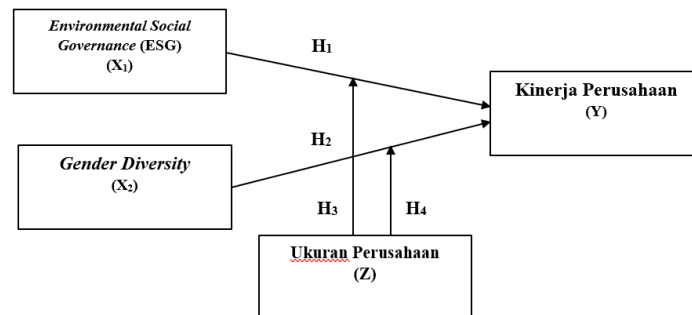 Environmental Social
Governance (ESG)
(X₁)
H₁
Kinerja Perusahaan
(Y)
H₂
Gender Diversity
(X₂)
H₃
H₄
Ukuran Perusahaan
(Z)